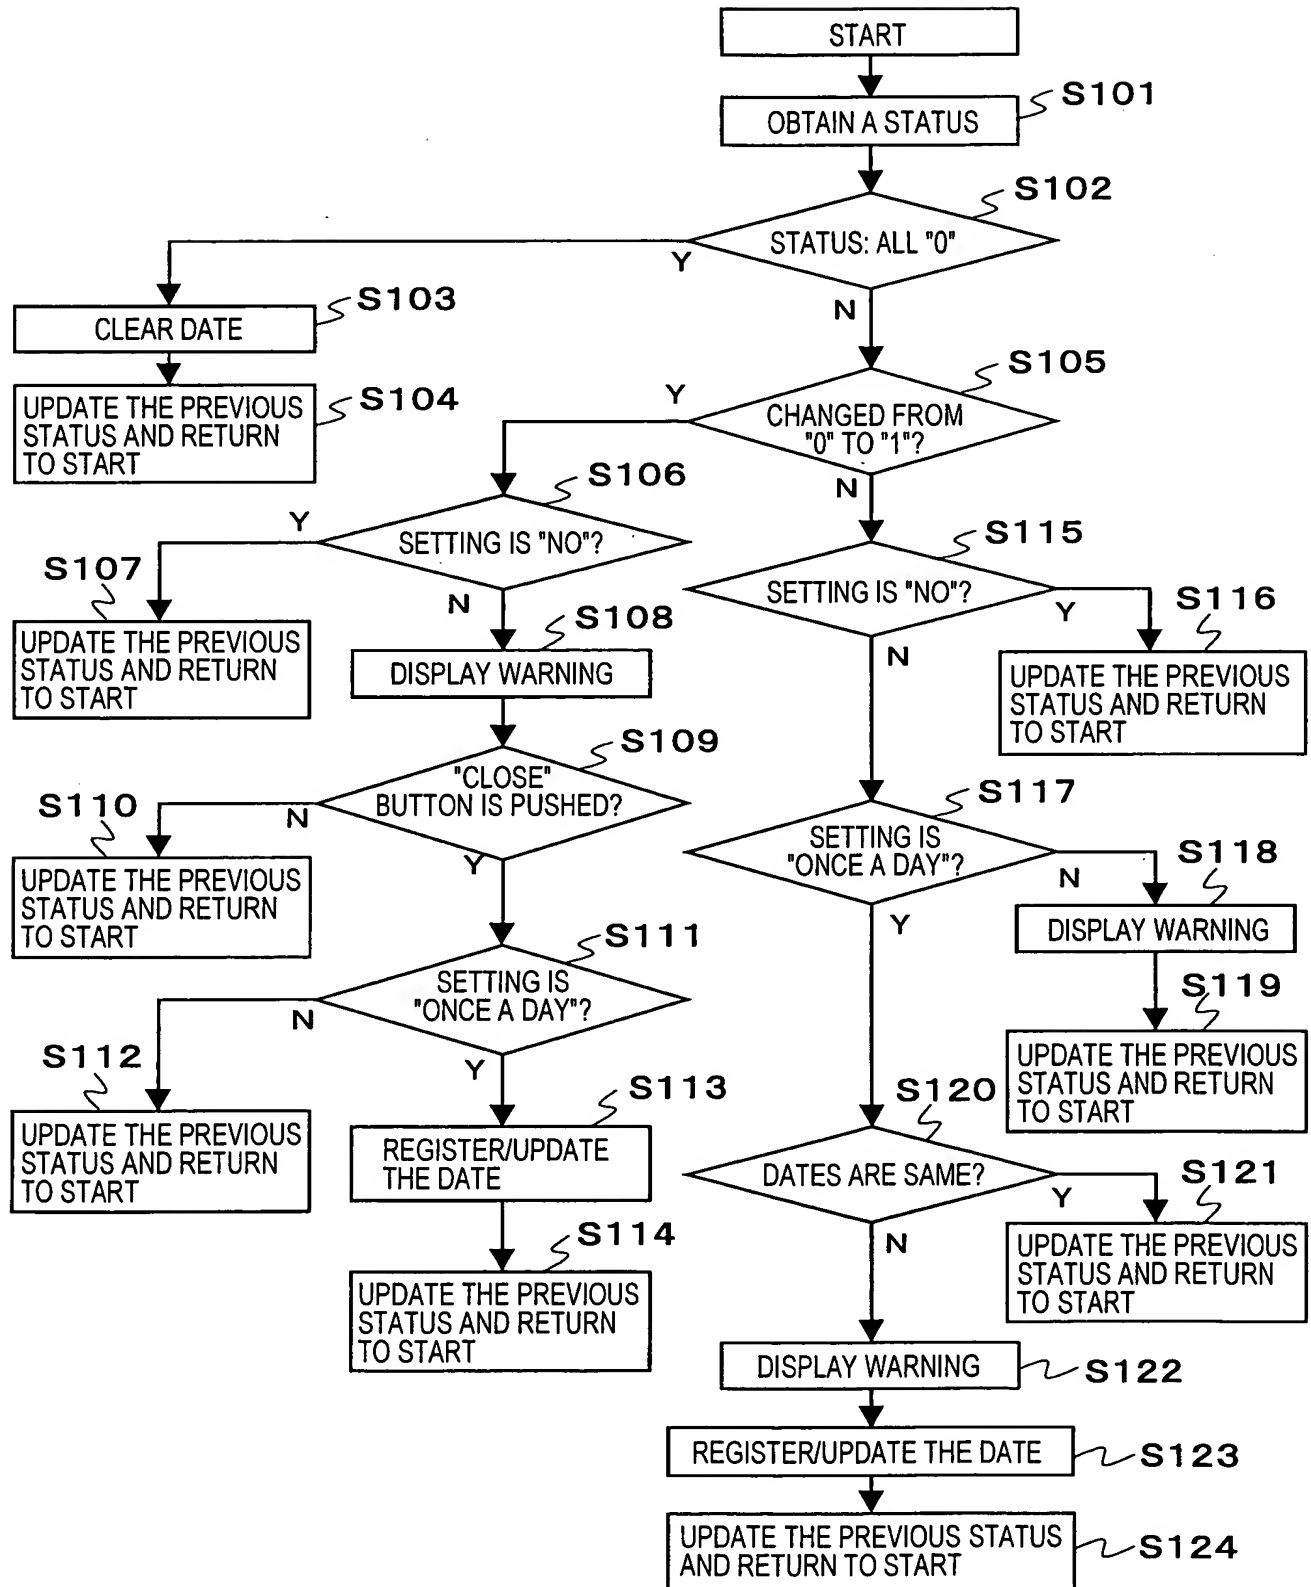 START
S101
OBTAIN A STATUS
S102
STATUS: ALL "0"
Y
N
S103
CLEAR DATE
S104
UPDATE THE PREVIOUS
STATUS AND RETURN
TO START
S105
CHANGED FROM
"0" TO "1"?
Y
N
S106
SETTING IS "NO"?
Y
N
S107
UPDATE THE PREVIOUS
STATUS AND RETURN
TO START
S108
DISPLAY WARNING
S109
"CLOSE"
BUTTON IS PUSHED?
N
Y
S110
UPDATE THE PREVIOUS
STATUS AND RETURN
TO START
S111
SETTING IS
"ONCE A DAY"?
N
Y
S112
UPDATE THE PREVIOUS
STATUS AND RETURN
TO START
S113
REGISTER/UPDATE
THE DATE
S114
UPDATE THE PREVIOUS
STATUS AND RETURN
TO START
S115
SETTING IS "NO"?
Y
N
S116
UPDATE THE PREVIOUS
STATUS AND RETURN
TO START
S117
SETTING IS
"ONCE A DAY"?
N
Y
S118
DISPLAY WARNING
S119
UPDATE THE PREVIOUS
STATUS AND RETURN
TO START
S120
DATES ARE SAME?
Y
N
S121
UPDATE THE PREVIOUS
STATUS AND RETURN
TO START
DISPLAY WARNING
S122
REGISTER/UPDATE THE DATE
S123
UPDATE THE PREVIOUS STATUS
AND RETURN TO START
S124